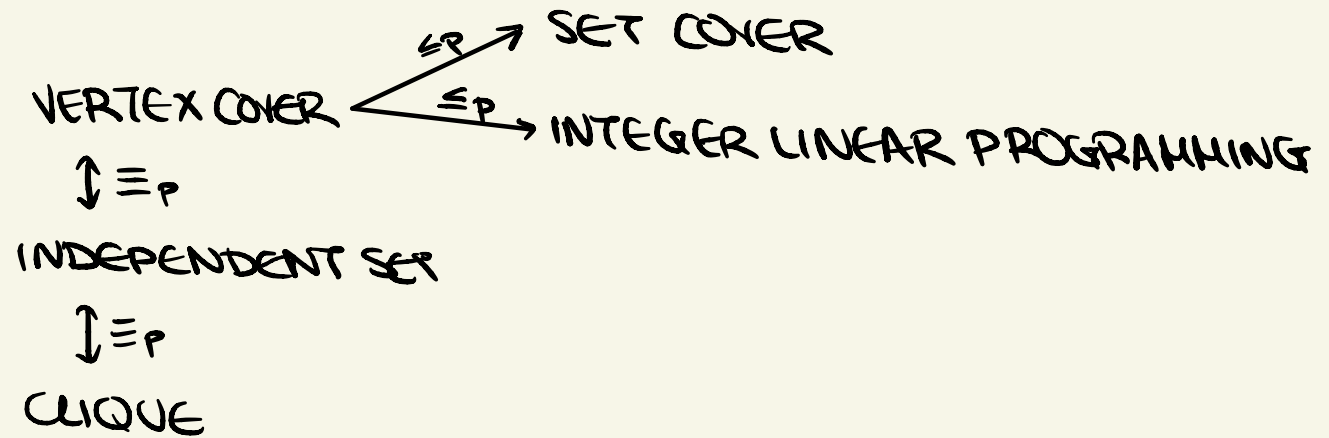 ≤P SET COVER
VERTEX COVER ≤P INTEGER LINEAR PROGRAMMING
≡P
INDEPENDENT SET
≡P
CLIQUE